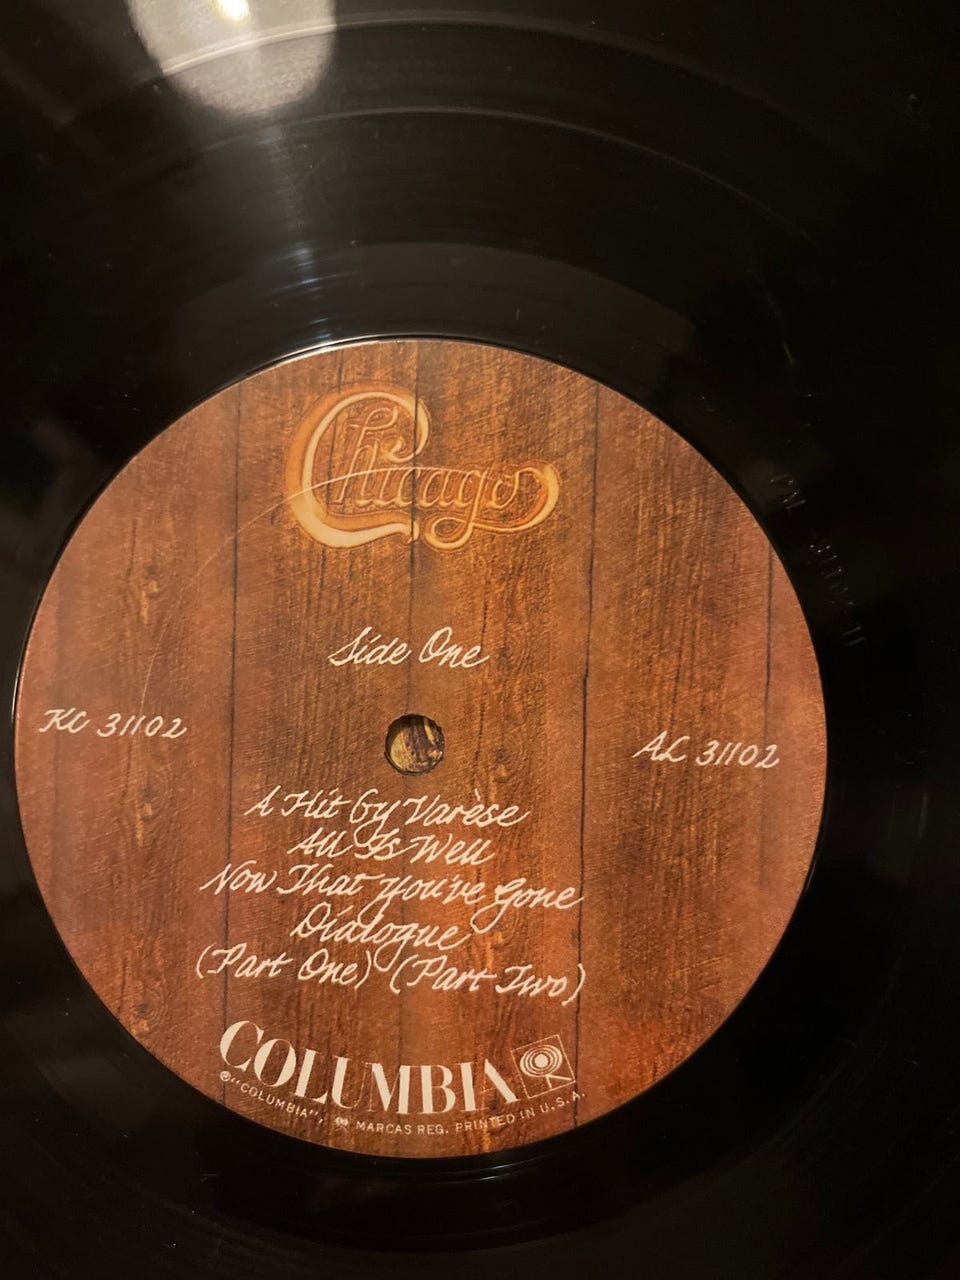 Chicago
Side One
KC 31102
AL 31102
A Hit By Varèse
All Is Well
Now That You've Gone
Dialogue
(Part One) (Part Two)
COLUMBIA
®"COLUMBIA", MARCAS REG. PRINTED IN U.S.A.